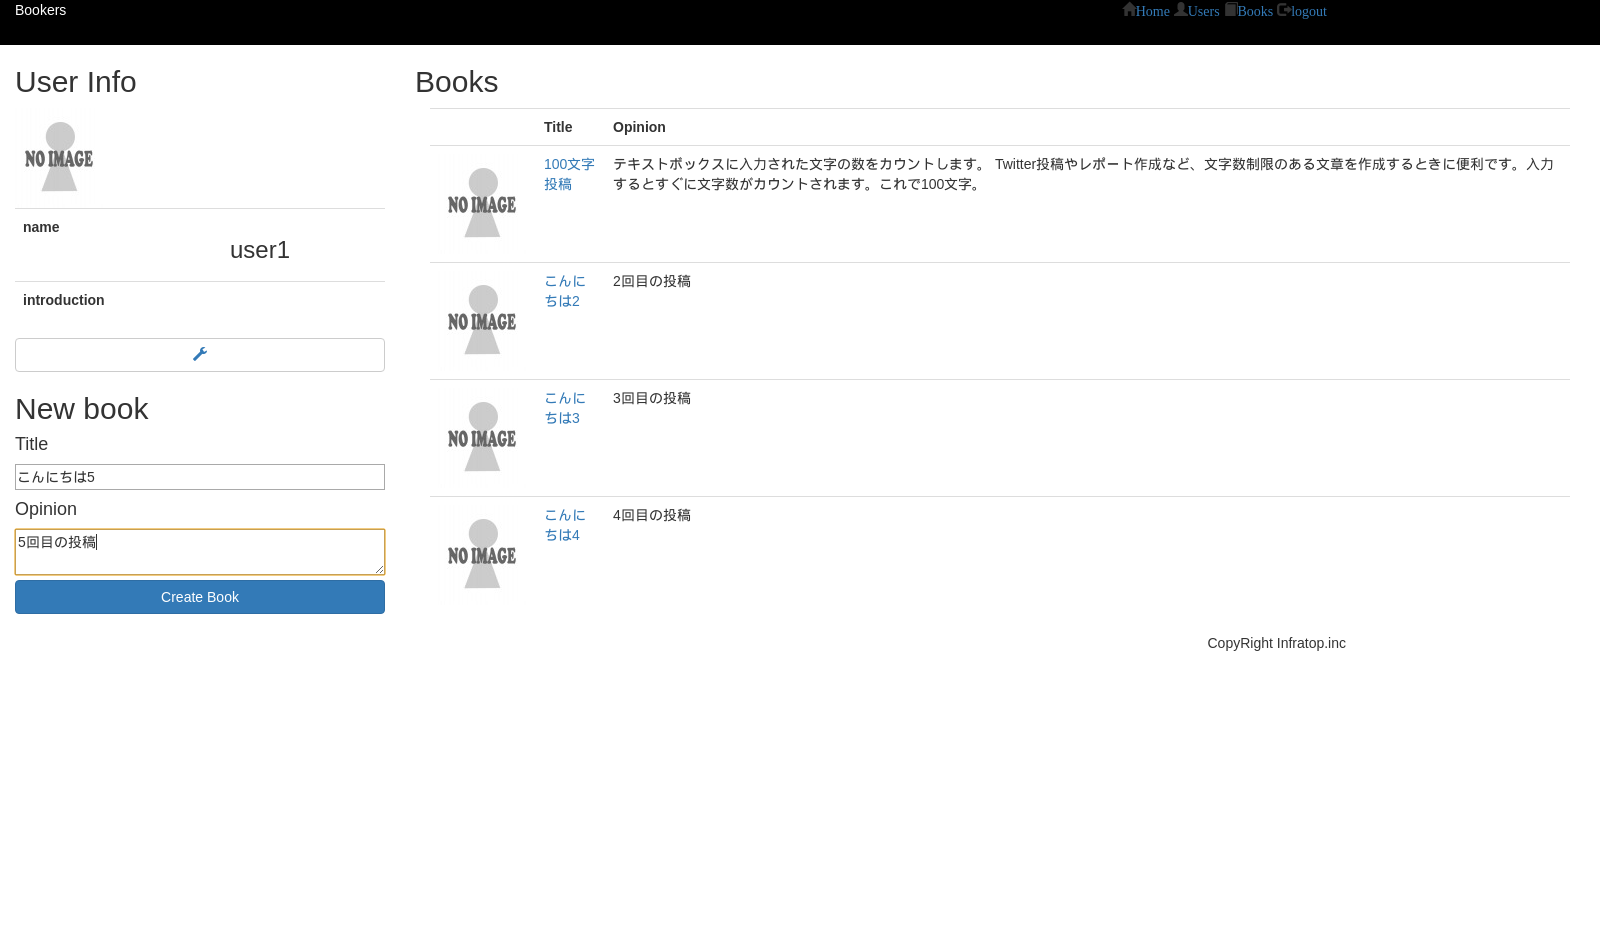 Bookers
Home Users Books logout
User Info
NO IMAGE
name
user1
introduction
New book
Title
こんにちは5
Opinion
5回目の投稿
Create Book
Books
Title Opinion
NO IMAGE
100文字
投稿
テキストボックスに入力された文字の数をカウントします。 Twitter投稿やレポート作成など、文字数制限のある文章を作成するときに便利です。入力
するとすぐに文字数がカウントされます。これで100文字。
NO IMAGE
こんに
ちは2
2回目の投稿
NO IMAGE
こんに
ちは3
3回目の投稿
NO IMAGE
こんに
ちは4
4回目の投稿
CopyRight Infratop.inc